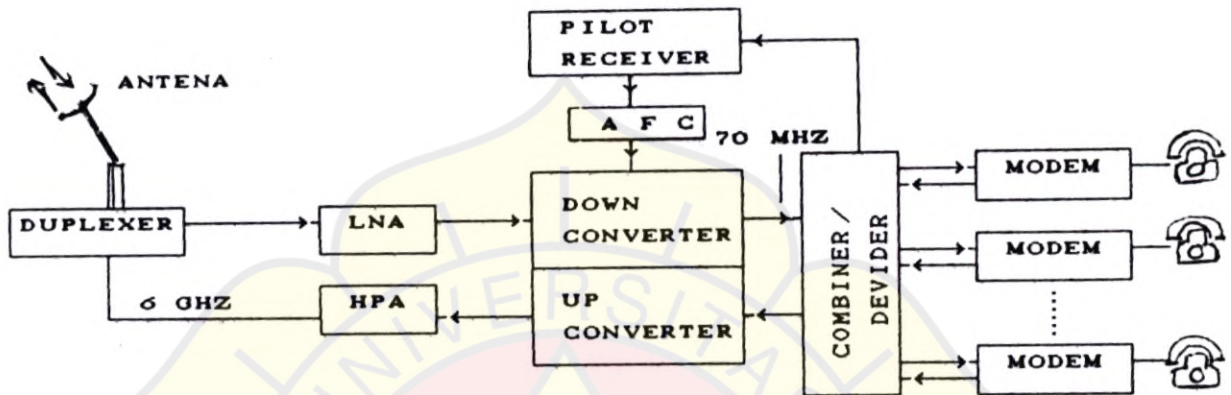 PILOT
RECEIVER
ANTENA
A F C
70 MHZ
DUPLEXER
LNA
DOWN
CONVERTER
COMBINER/
DEVIDER
MODEM
MODEM
MODEM
6 GHZ
HPA
UP
CONVERTER
UNIVERSITA